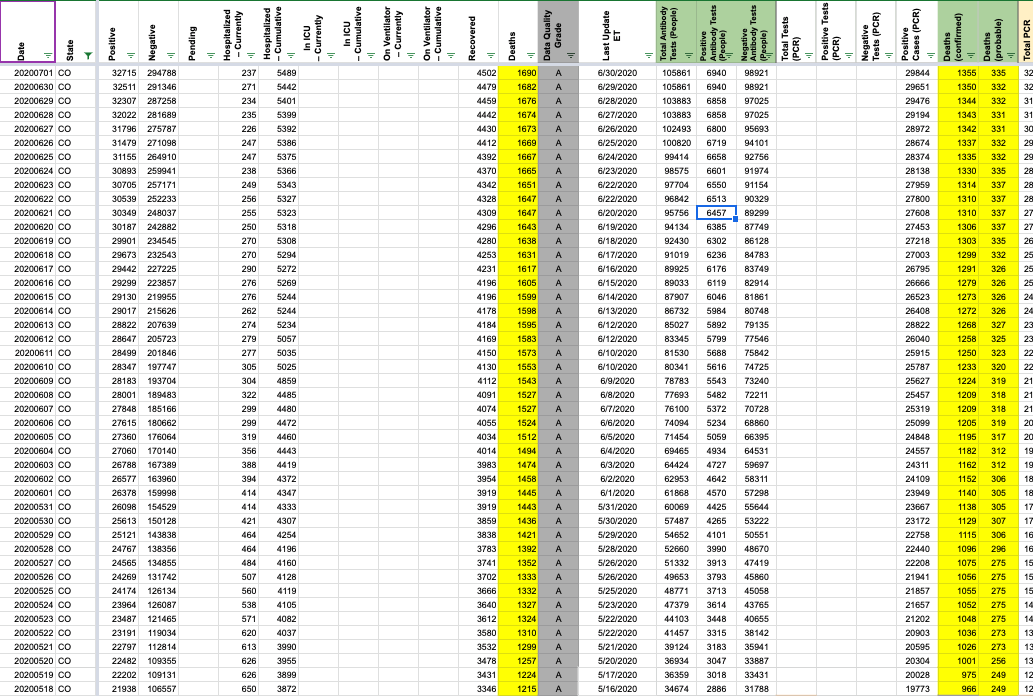 Date State Positive Negative Pending Hospitalized – Currently Hospitalized – Cumulative In ICU – Currently In ICU – Cumulative On Ventilator – Currently On Ventilator – Cumulative Recovered Deaths Data Quality Grade Last Update ET Total Antibody Tests (People) Positive Antibody Tests (People) Negative Antibody Tests (People) Total Tests (PCR) Positive Tests (PCR) Negative Tests (PCR) Positive Cases (PCR) Deaths (confirmed) Deaths (probable) Total PCR
20200701 CO 32715 294788 237 5489 4502 1690 A 6/30/2020 105861 6940 98921 29844 1355 335 32
20200630 CO 32511 291346 271 5442 4479 1682 A 6/29/2020 105861 6940 98921 29651 1350 332 32
20200629 CO 32307 287258 234 5401 4459 1676 A 6/28/2020 103883 6858 97025 29476 1344 332 31
20200628 CO 32022 281689 235 5399 4442 1674 A 6/27/2020 103883 6858 97025 29194 1343 331 31
20200627 CO 31796 275787 226 5392 4430 1673 A 6/26/2020 102493 6800 95693 28972 1342 331 30
20200626 CO 31479 271098 247 5386 4412 1669 A 6/25/2020 100820 6719 94101 28674 1337 332 29
20200625 CO 31155 264910 247 5375 4392 1667 A 6/24/2020 99414 6658 92756 28374 1335 332 29
20200624 CO 30893 259941 238 5366 4370 1665 A 6/23/2020 98575 6601 91974 28138 1330 335 28
20200623 CO 30705 257171 249 5343 4342 1651 A 6/22/2020 97704 6550 91154 27959 1314 337 28
20200622 CO 30539 252233 256 5327 4328 1647 A 6/22/2020 96842 6513 90329 27800 1310 337 27
20200621 CO 30349 248037 255 5323 4309 1647 A 6/20/2020 95756 6457 89299 27608 1310 337 27
20200620 CO 30187 242882 250 5318 4296 1643 A 6/19/2020 94134 6385 87749 27453 1306 337 26
20200619 CO 29901 234545 270 5308 4280 1638 A 6/18/2020 92430 6302 86128 27218 1303 335 26
20200618 CO 29673 232543 270 5294 4253 1631 A 6/17/2020 91019 6236 84783 27003 1299 332 25
20200617 CO 29442 227225 290 5272 4231 1617 A 6/16/2020 89925 6176 83749 26795 1291 326 25
20200616 CO 29299 223857 276 5269 4196 1605 A 6/15/2020 89033 6119 82914 26666 1279 326 25
20200615 CO 29130 219955 276 5244 4196 1599 A 6/14/2020 87907 6046 81861 26523 1273 326 24
20200614 CO 29017 215626 262 5244 4178 1598 A 6/13/2020 86732 5984 80748 26408 1272 326 24
20200613 CO 28822 207639 274 5234 4184 1595 A 6/12/2020 85027 5892 79135 28822 1268 327 23
20200612 CO 28647 205723 279 5057 4169 1583 A 6/12/2020 83345 5799 77546 26040 1258 325 23
20200611 CO 28499 201846 277 5035 4150 1573 A 6/10/2020 81530 5688 75842 25915 1250 323 22
20200610 CO 28347 197747 305 5025 4130 1553 A 6/10/2020 80341 5616 74725 25787 1233 320 22
20200609 CO 28183 193704 304 4859 4112 1543 A 6/9/2020 78783 5543 73240 25627 1224 319 21
20200608 CO 28001 189483 322 4485 4091 1527 A 6/8/2020 77693 5482 72211 25457 1209 318 21
20200607 CO 27848 185166 299 4480 4074 1527 A 6/7/2020 76100 5372 70728 25319 1209 318 21
20200606 CO 27615 180662 299 4472 4055 1524 A 6/6/2020 74094 5234 68860 25099 1205 319 20
20200605 CO 27360 176064 319 4460 4034 1512 A 6/5/2020 71454 5059 66395 24848 1195 317 20
20200604 CO 27060 170140 356 4443 4014 1494 A 6/4/2020 69465 4934 64531 24557 1182 312 19
20200603 CO 26788 167389 388 4419 3983 1474 A 6/3/2020 64424 4727 59697 24311 1162 312 19
20200602 CO 26577 163960 394 4372 3954 1458 A 6/2/2020 62953 4642 58311 24109 1152 306 18
20200601 CO 26378 159998 414 4347 3919 1445 A 6/1/2020 61868 4570 57298 23949 1140 305 18
20200531 CO 26098 154529 414 4333 3919 1443 A 5/31/2020 60069 4425 55644 23667 1138 305 17
20200530 CO 25613 150128 421 4307 3859 1436 A 5/30/2020 57487 4265 53222 23172 1129 307 17
20200529 CO 25121 143838 464 4254 3838 1421 A 5/29/2020 54652 4101 50551 22758 1115 306 16
20200528 CO 24767 138356 464 4196 3783 1392 A 5/28/2020 52660 3990 48670 22440 1096 296 16
20200527 CO 24565 134855 484 4160 3741 1352 A 5/26/2020 51332 3913 47419 22208 1075 275 15
20200526 CO 24269 131742 507 4128 3702 1333 A 5/26/2020 49653 3793 45860 21941 1056 275 15
20200525 CO 24174 126134 560 4119 3666 1332 A 5/25/2020 48771 3713 45058 21857 1055 275 14
20200524 CO 23964 126087 538 4105 3640 1327 A 5/23/2020 47379 3614 43765 21657 1052 275 14
20200523 CO 23487 121465 571 4082 3612 1324 A 5/22/2020 44103 3448 40655 21202 1048 275 14
20200522 CO 23191 119034 620 4037 3580 1310 A 5/22/2020 41457 3315 38142 20903 1036 273 13
20200521 CO 22797 112814 613 3990 3532 1299 A 5/21/2020 39124 3183 35941 20595 1026 273 13
20200520 CO 22482 109355 626 3955 3478 1257 A 5/20/2020 36934 3047 33887 20304 1001 256 13
20200519 CO 22202 109102 626 3899 3431 1224 A 5/17/2020 36359 3018 33431 20028 975 249 12
20200518 CO 21938 106557 650 3872 3346 1215 A 5/16/2020 34674 2886 31788 19773 966 249 12